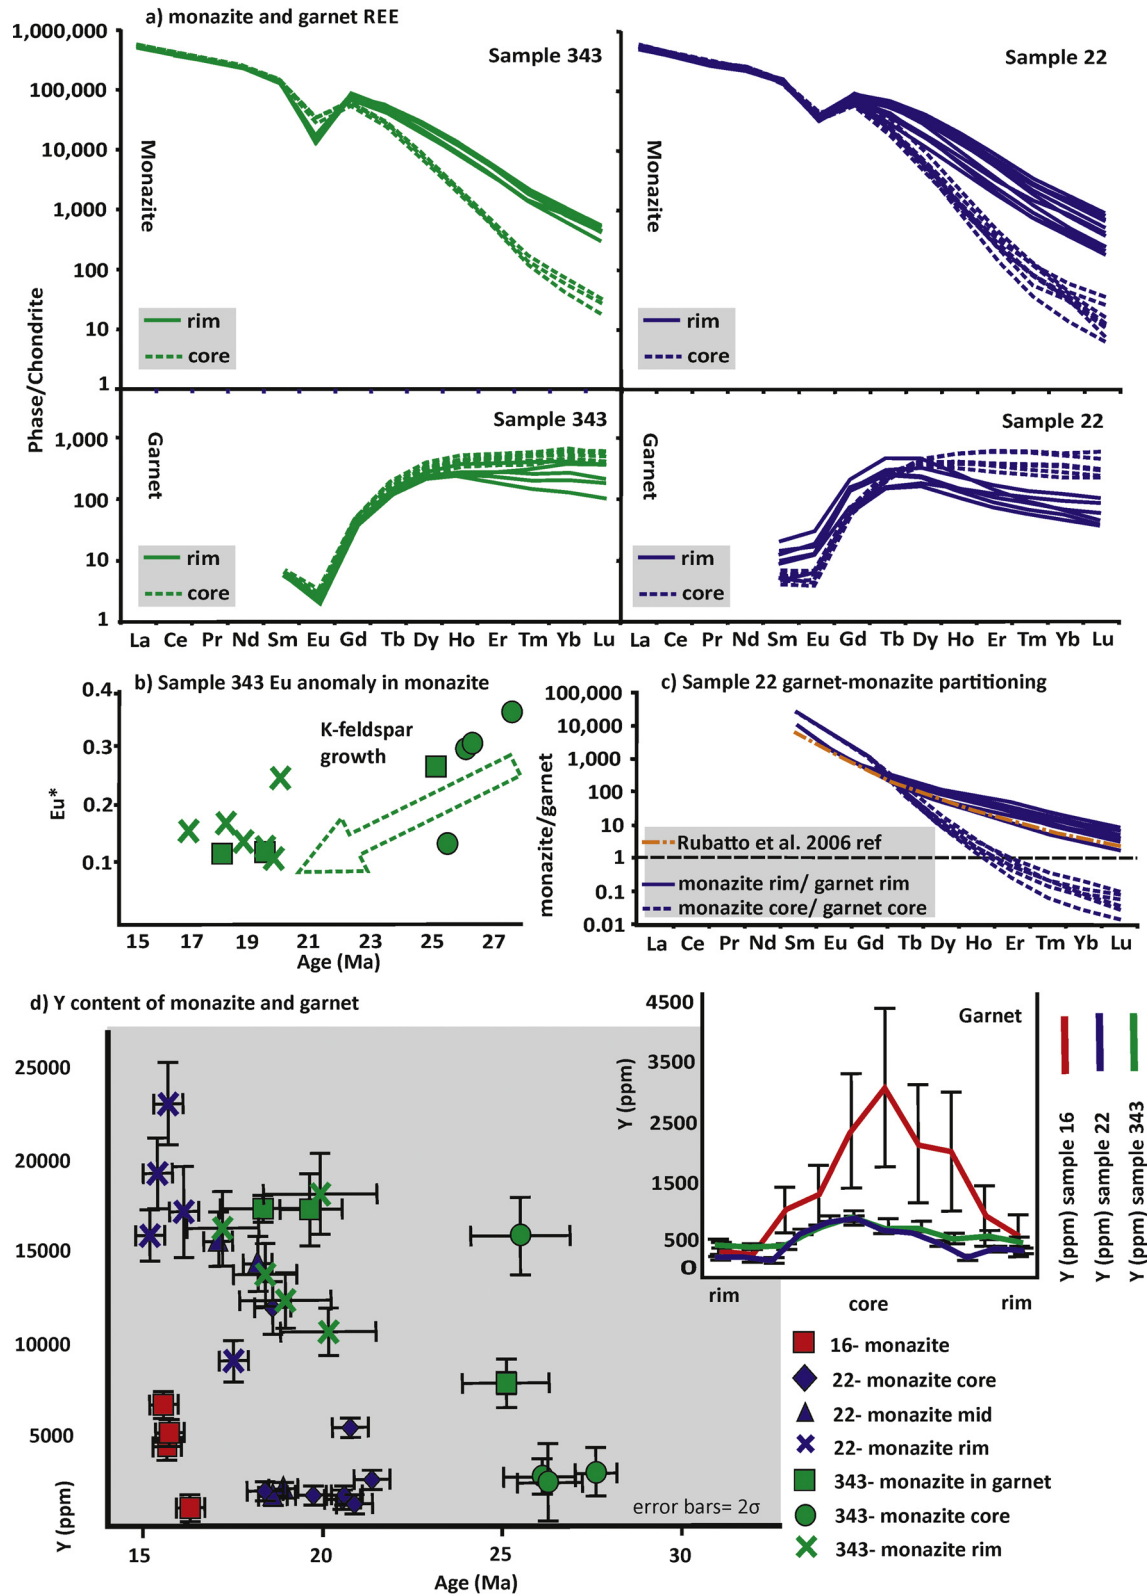 a) monazite and garnet REE
1,000,000
100,000
10,000
1,000
100
10
1
Phase/Chondrite
Monazite
Sample 343
rim
core
Monazite
Sample 22
rim
core
1,000
100
10
1
Garnet
Sample 343
rim
core
Garnet
Sample 22
rim
core
La Ce Pr Nd Sm Eu Gd Tb Dy Ho Er Tm Yb Lu
La Ce Pr Nd Sm Eu Gd Tb Dy Ho Er Tm Yb Lu
b) Sample 343 Eu anomaly in monazite
0.4
0.3
0.2
0.1
Eu*
K-feldspar
growth
15 17 19 21 23 25 27
Age (Ma)
c) Sample 22 garnet-monazite partitioning
100,000
10,000
1,000
100
10
1
0.1
0.01
monazite/garnet
Rubatto et al. 2006 ref
monazite rim/ garnet rim
monazite core/ garnet core
La Ce Pr Nd Sm Eu Gd Tb Dy Ho Er Tm Yb Lu
d) Y content of monazite and garnet
25000
20000
15000
10000
5000
Y (ppm)
15 20 25 30
Age (Ma)
error bars= 2σ
4500
3500
2500
1500
500
0
Y (ppm)
Garnet
rim
core
rim
Y (ppm) sample 16
Y (ppm) sample 22
Y (ppm) sample 343
16- monazite
22- monazite core
22- monazite mid
22- monazite rim
343- monazite in garnet
343- monazite core
343- monazite rim